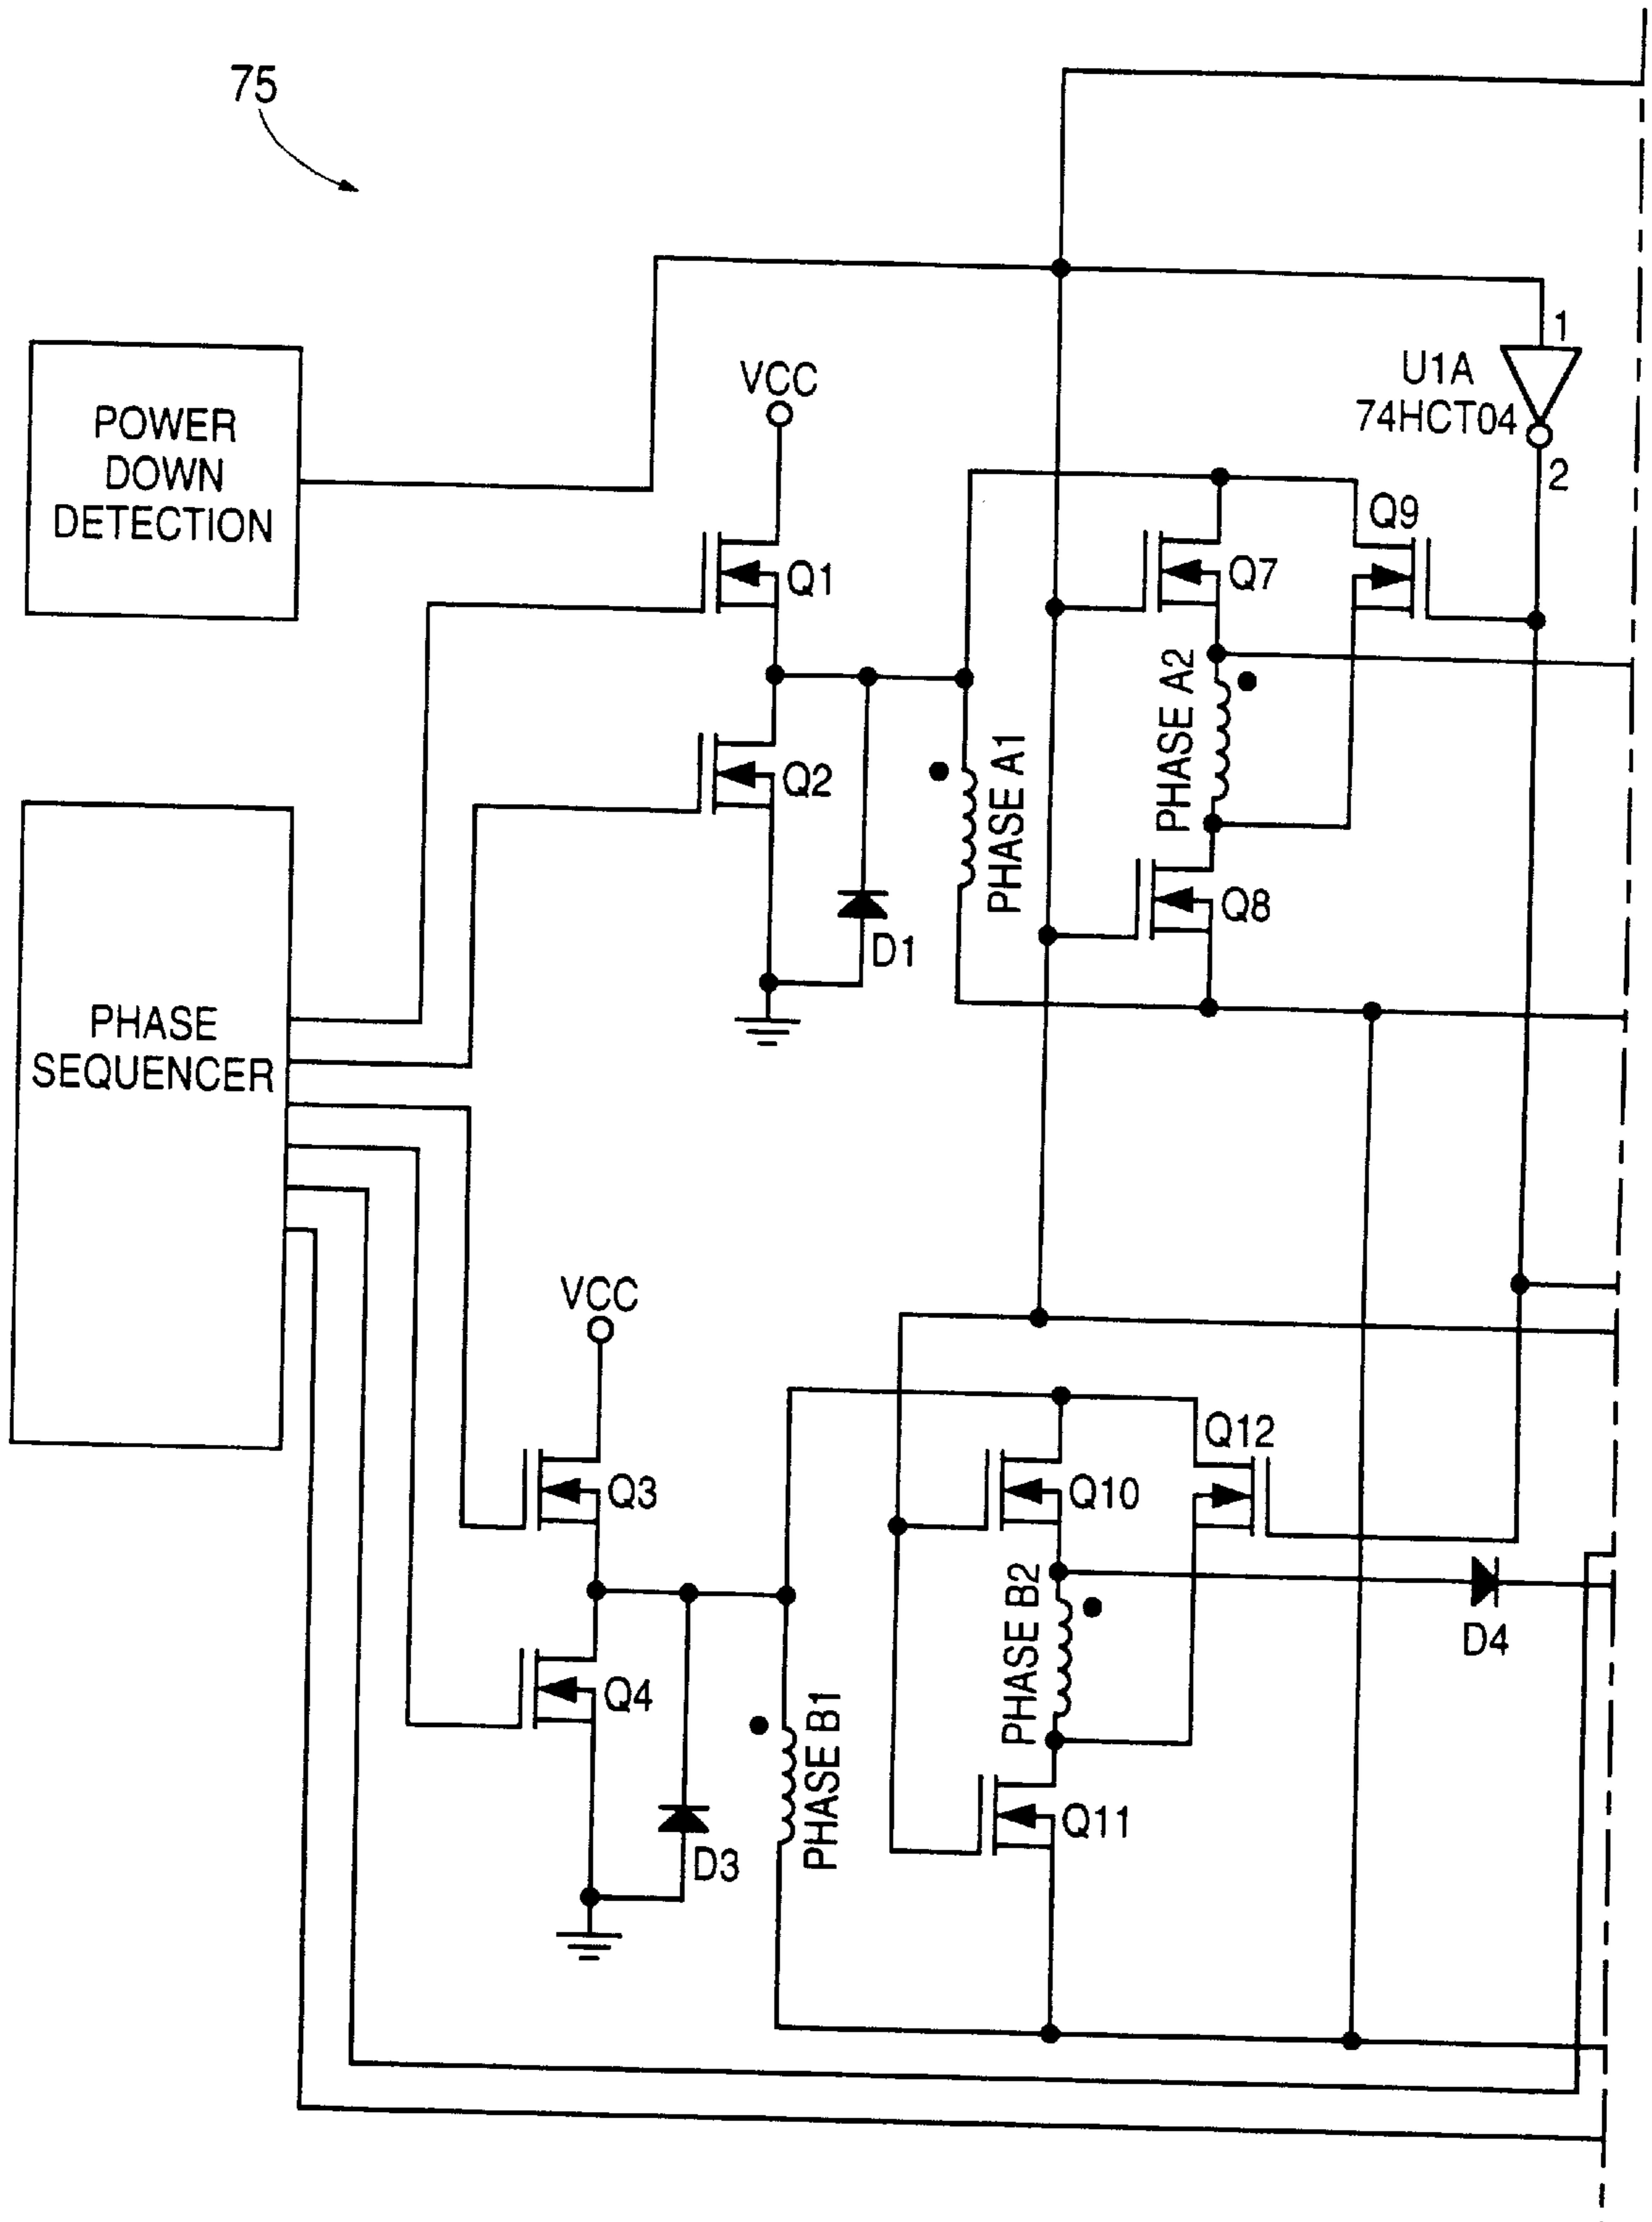 75
POWER
DOWN
DETECTION
VCC
Q1
Q2
D1
PHASE A1
Q7
PHASE A2
Q8
Q9
1
U1A
74HCT04
2
PHASE
SEQUENCER
VCC
Q3
Q4
D3
PHASE B1
Q10
PHASE B2
Q11
Q12
D4